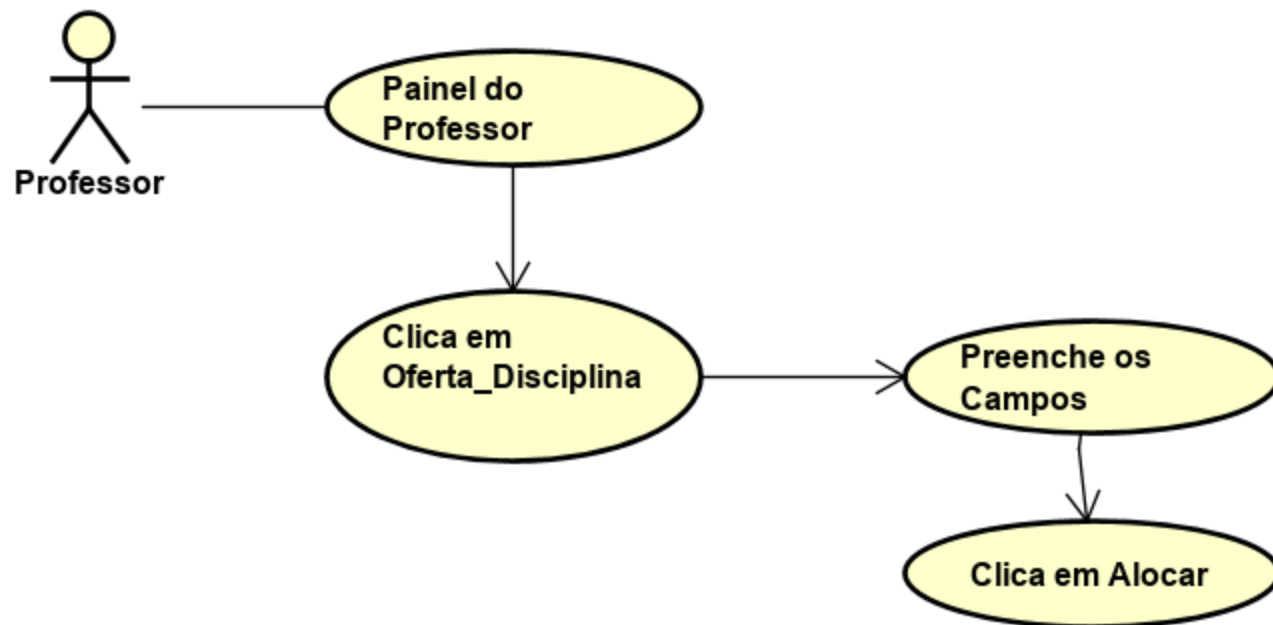 Painel do
Professor
Professor
Clica em
Oferta_Disciplina
Preenche os
Campos
Clica em Alocar